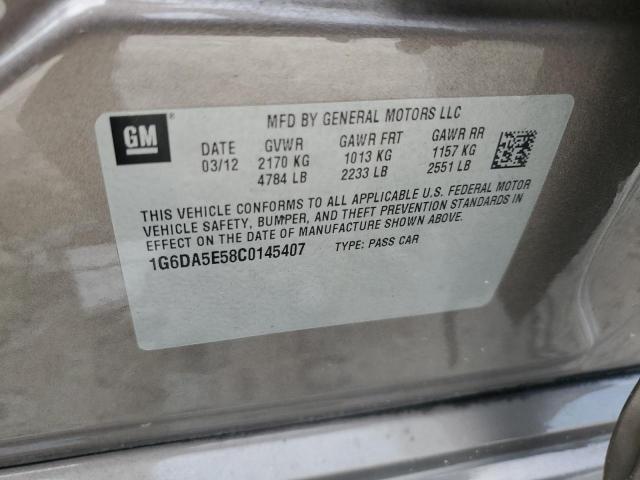 GM
MFD BY GENERAL MOTORS LLC
DATE GVWR GAWR FRT GAWR RR
03/12 2170 KG 1013 KG 1157 KG
4784 LB 2233 LB 2551 LB
THIS VEHICLE CONFORMS TO ALL APPLICABLE U.S. FEDERAL MOTOR
VEHICLE SAFETY, BUMPER, AND THEFT PREVENTION STANDARDS IN
EFFECT ON THE DATE OF MANUFACTURE SHOWN ABOVE.
1G6DA5E58C0145407 TYPE: PASS CAR